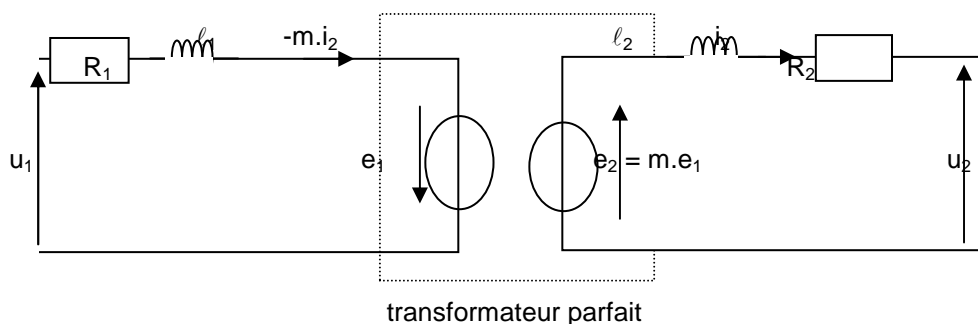 ℓ₁ -m.i₂ ℓ₂ i₂
R₁ R₂
u₁ e₁ e₂ = m.e₁ u₂
transformateur parfait